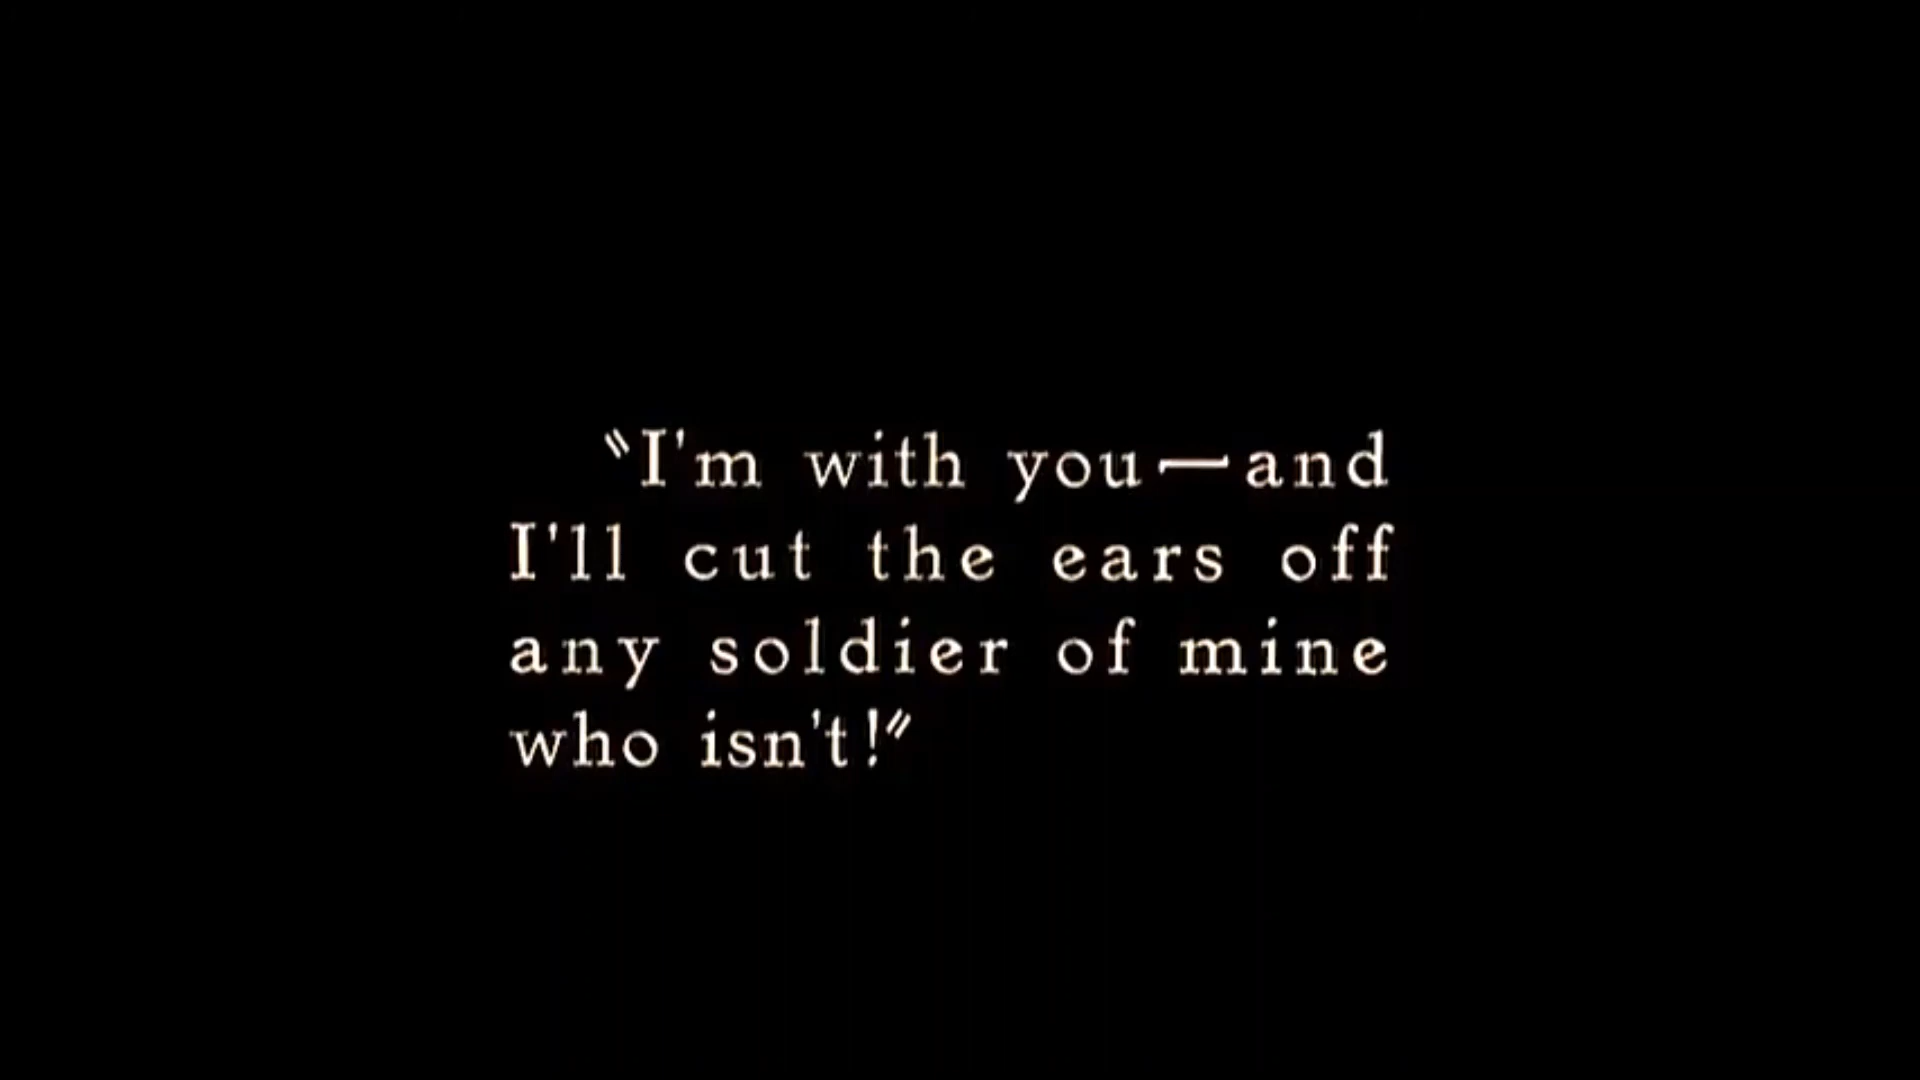 "I'm with you—and
I'll cut the ears off
any soldier of mine
who isn't!"